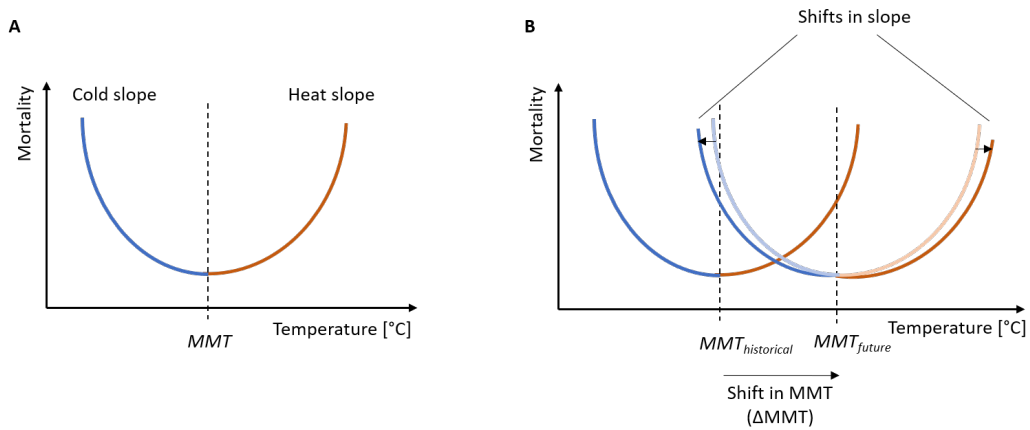 A
Mortality
Cold slope
Heat slope
Temperature [°C]
MMT
B
Shifts in slope
Mortality
Temperature [°C]
MMThistorical
MMTfuture
Shift in MMT
(ΔMMT)